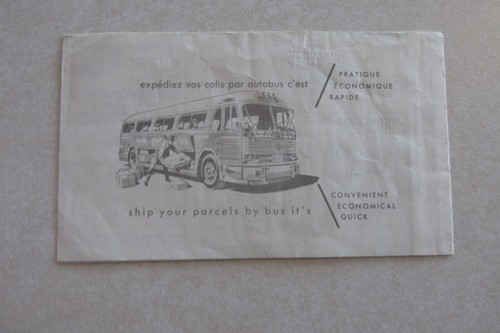 expédiez vos colis par autobus c'est
PRATIQUE
ÉCONOMIQUE
RAPIDE
ship your parcels by bus it's
CONVENIENT
ECONOMICAL
QUICK